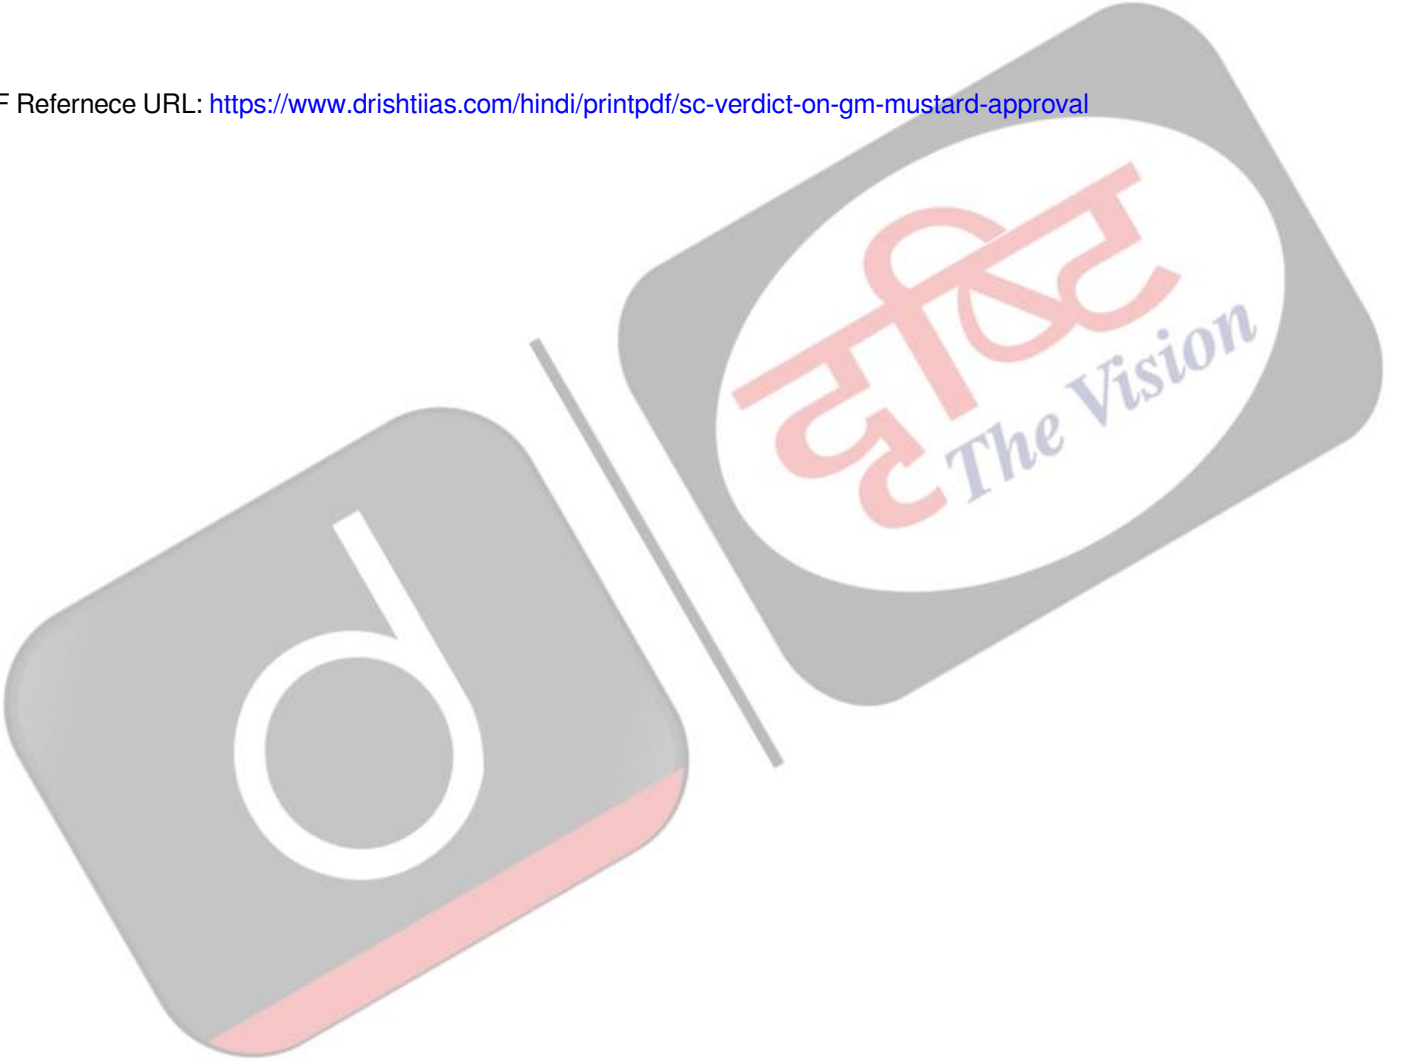 F Refernece URL: https://www.drishtiias.com/hindi/printpdf/sc-verdict-on-gm-mustard-approval
दृष्टि
The Vision
d